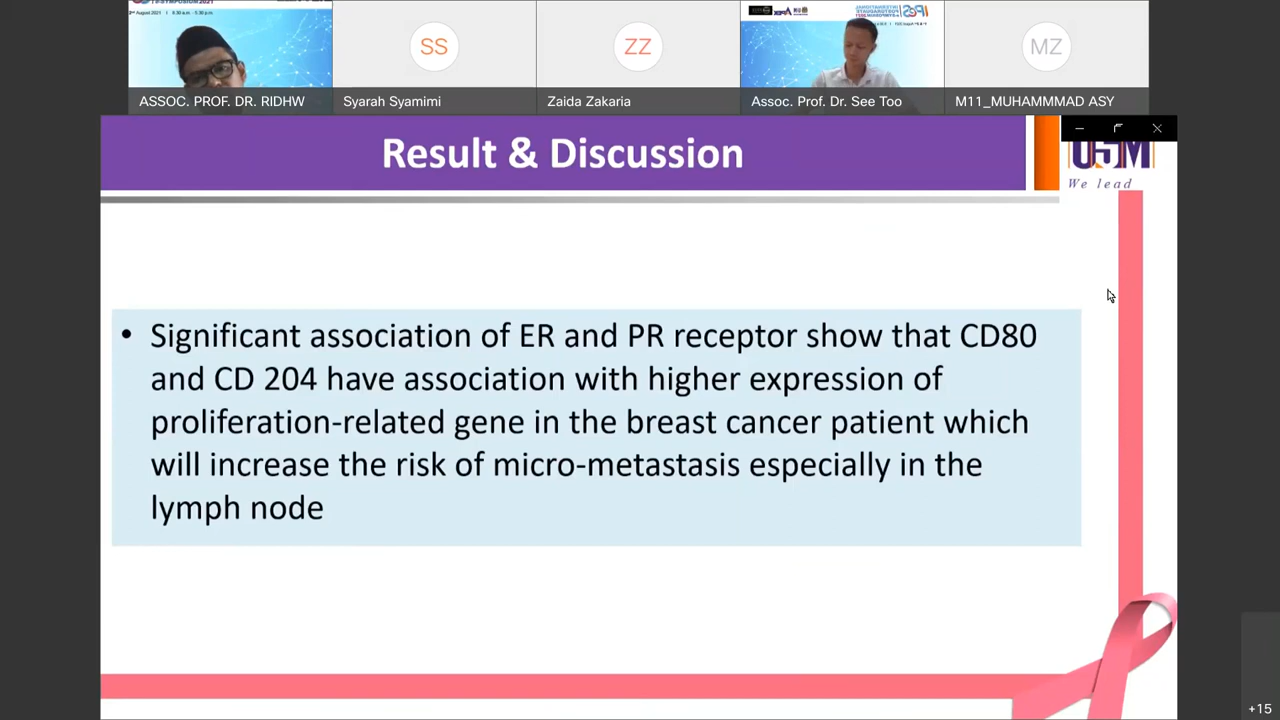 SYMPOSIUM 2021
SS
ZZ
MZ
ASSOC. PROF. DR. RIDHW
Syarah Syamimi
Zaida Zakaria
Assoc. Prof. Dr. See Too
M11_MUHAMMMAD ASY
Result & Discussion
USM
We lead
• Significant association of ER and PR receptor show that CD80
and CD 204 have association with higher expression of
proliferation-related gene in the breast cancer patient which
will increase the risk of micro-metastasis especially in the
lymph node
+15